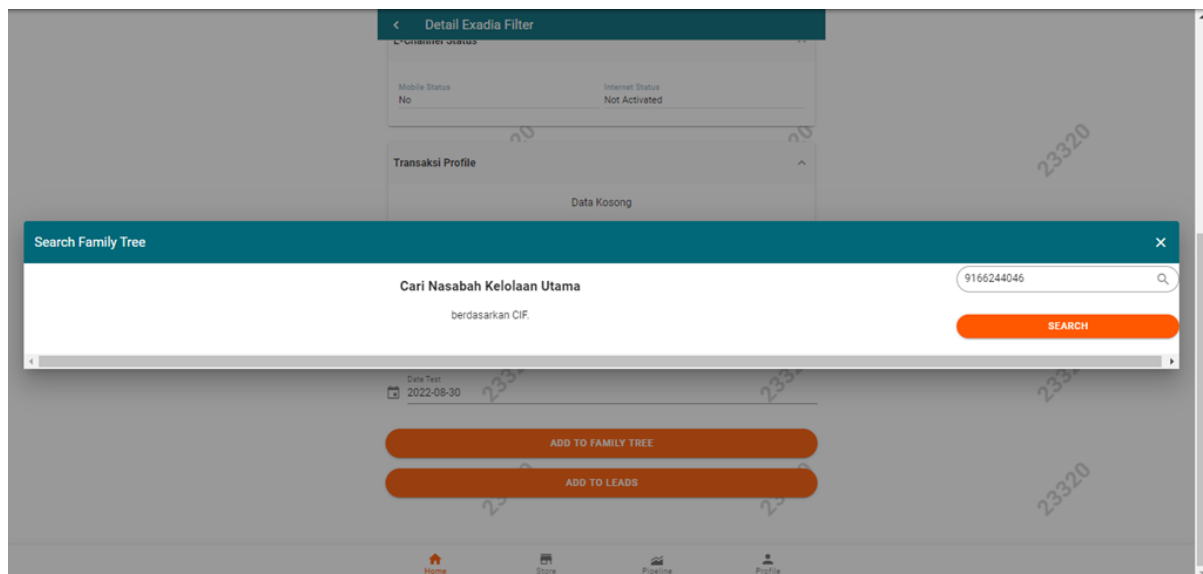 Detail Exadia Filter
E-Channel Status
Mobile Status
Internet Status
No
Not Activated
Transaksi Profile
Data Kosong
23320
Search Family Tree
Cari Nasabah Kelolaan Utama
9166244046
berdasarkan CIF.
SEARCH
Date Test
2022-08-30
ADD TO FAMILY TREE
ADD TO LEADS
23320
Home
Store
Pipeline
Profile